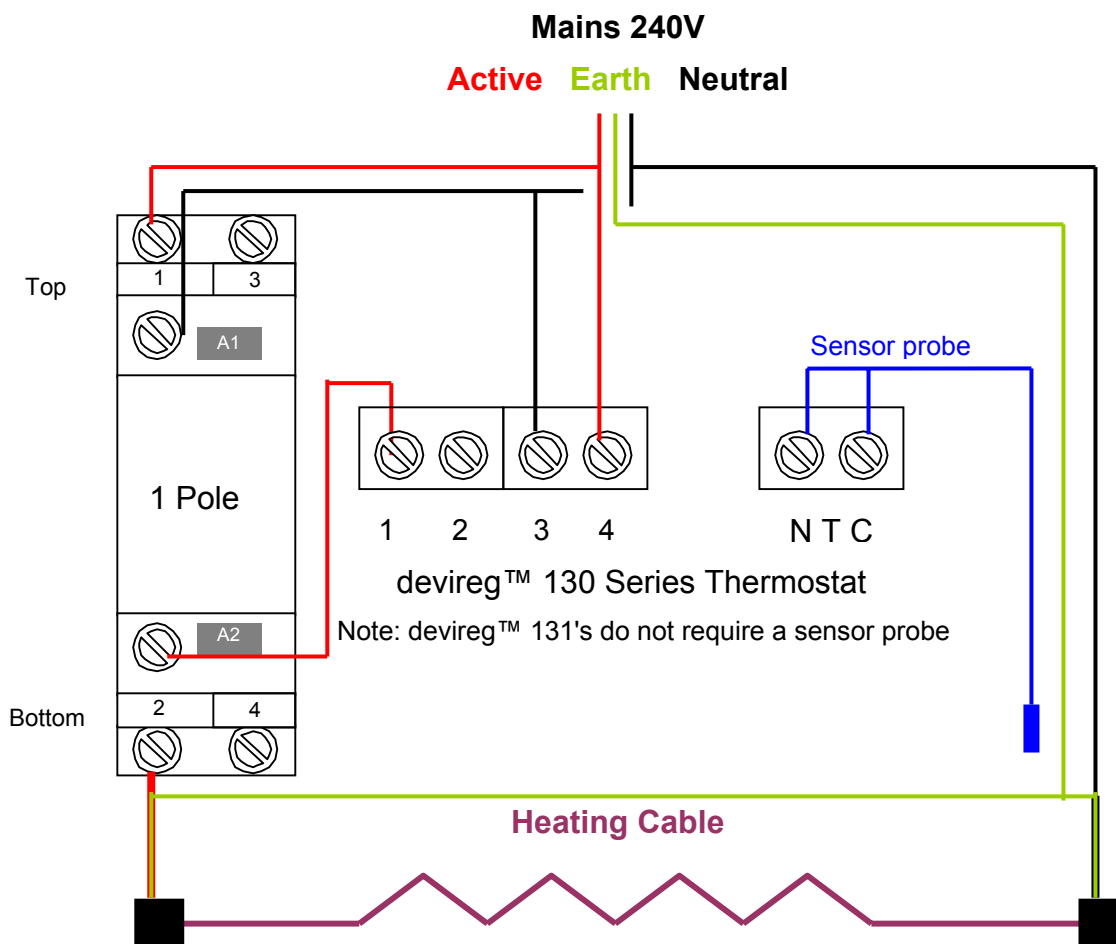 Mains 240V
Active Earth Neutral
1 3
Top
A1
Sensor probe
1 Pole
1 2 3 4
N T C
devireg™ 130 Series Thermostat
A2
Note: devireg™ 131's do not require a sensor probe
2 4
Bottom
Heating Cable